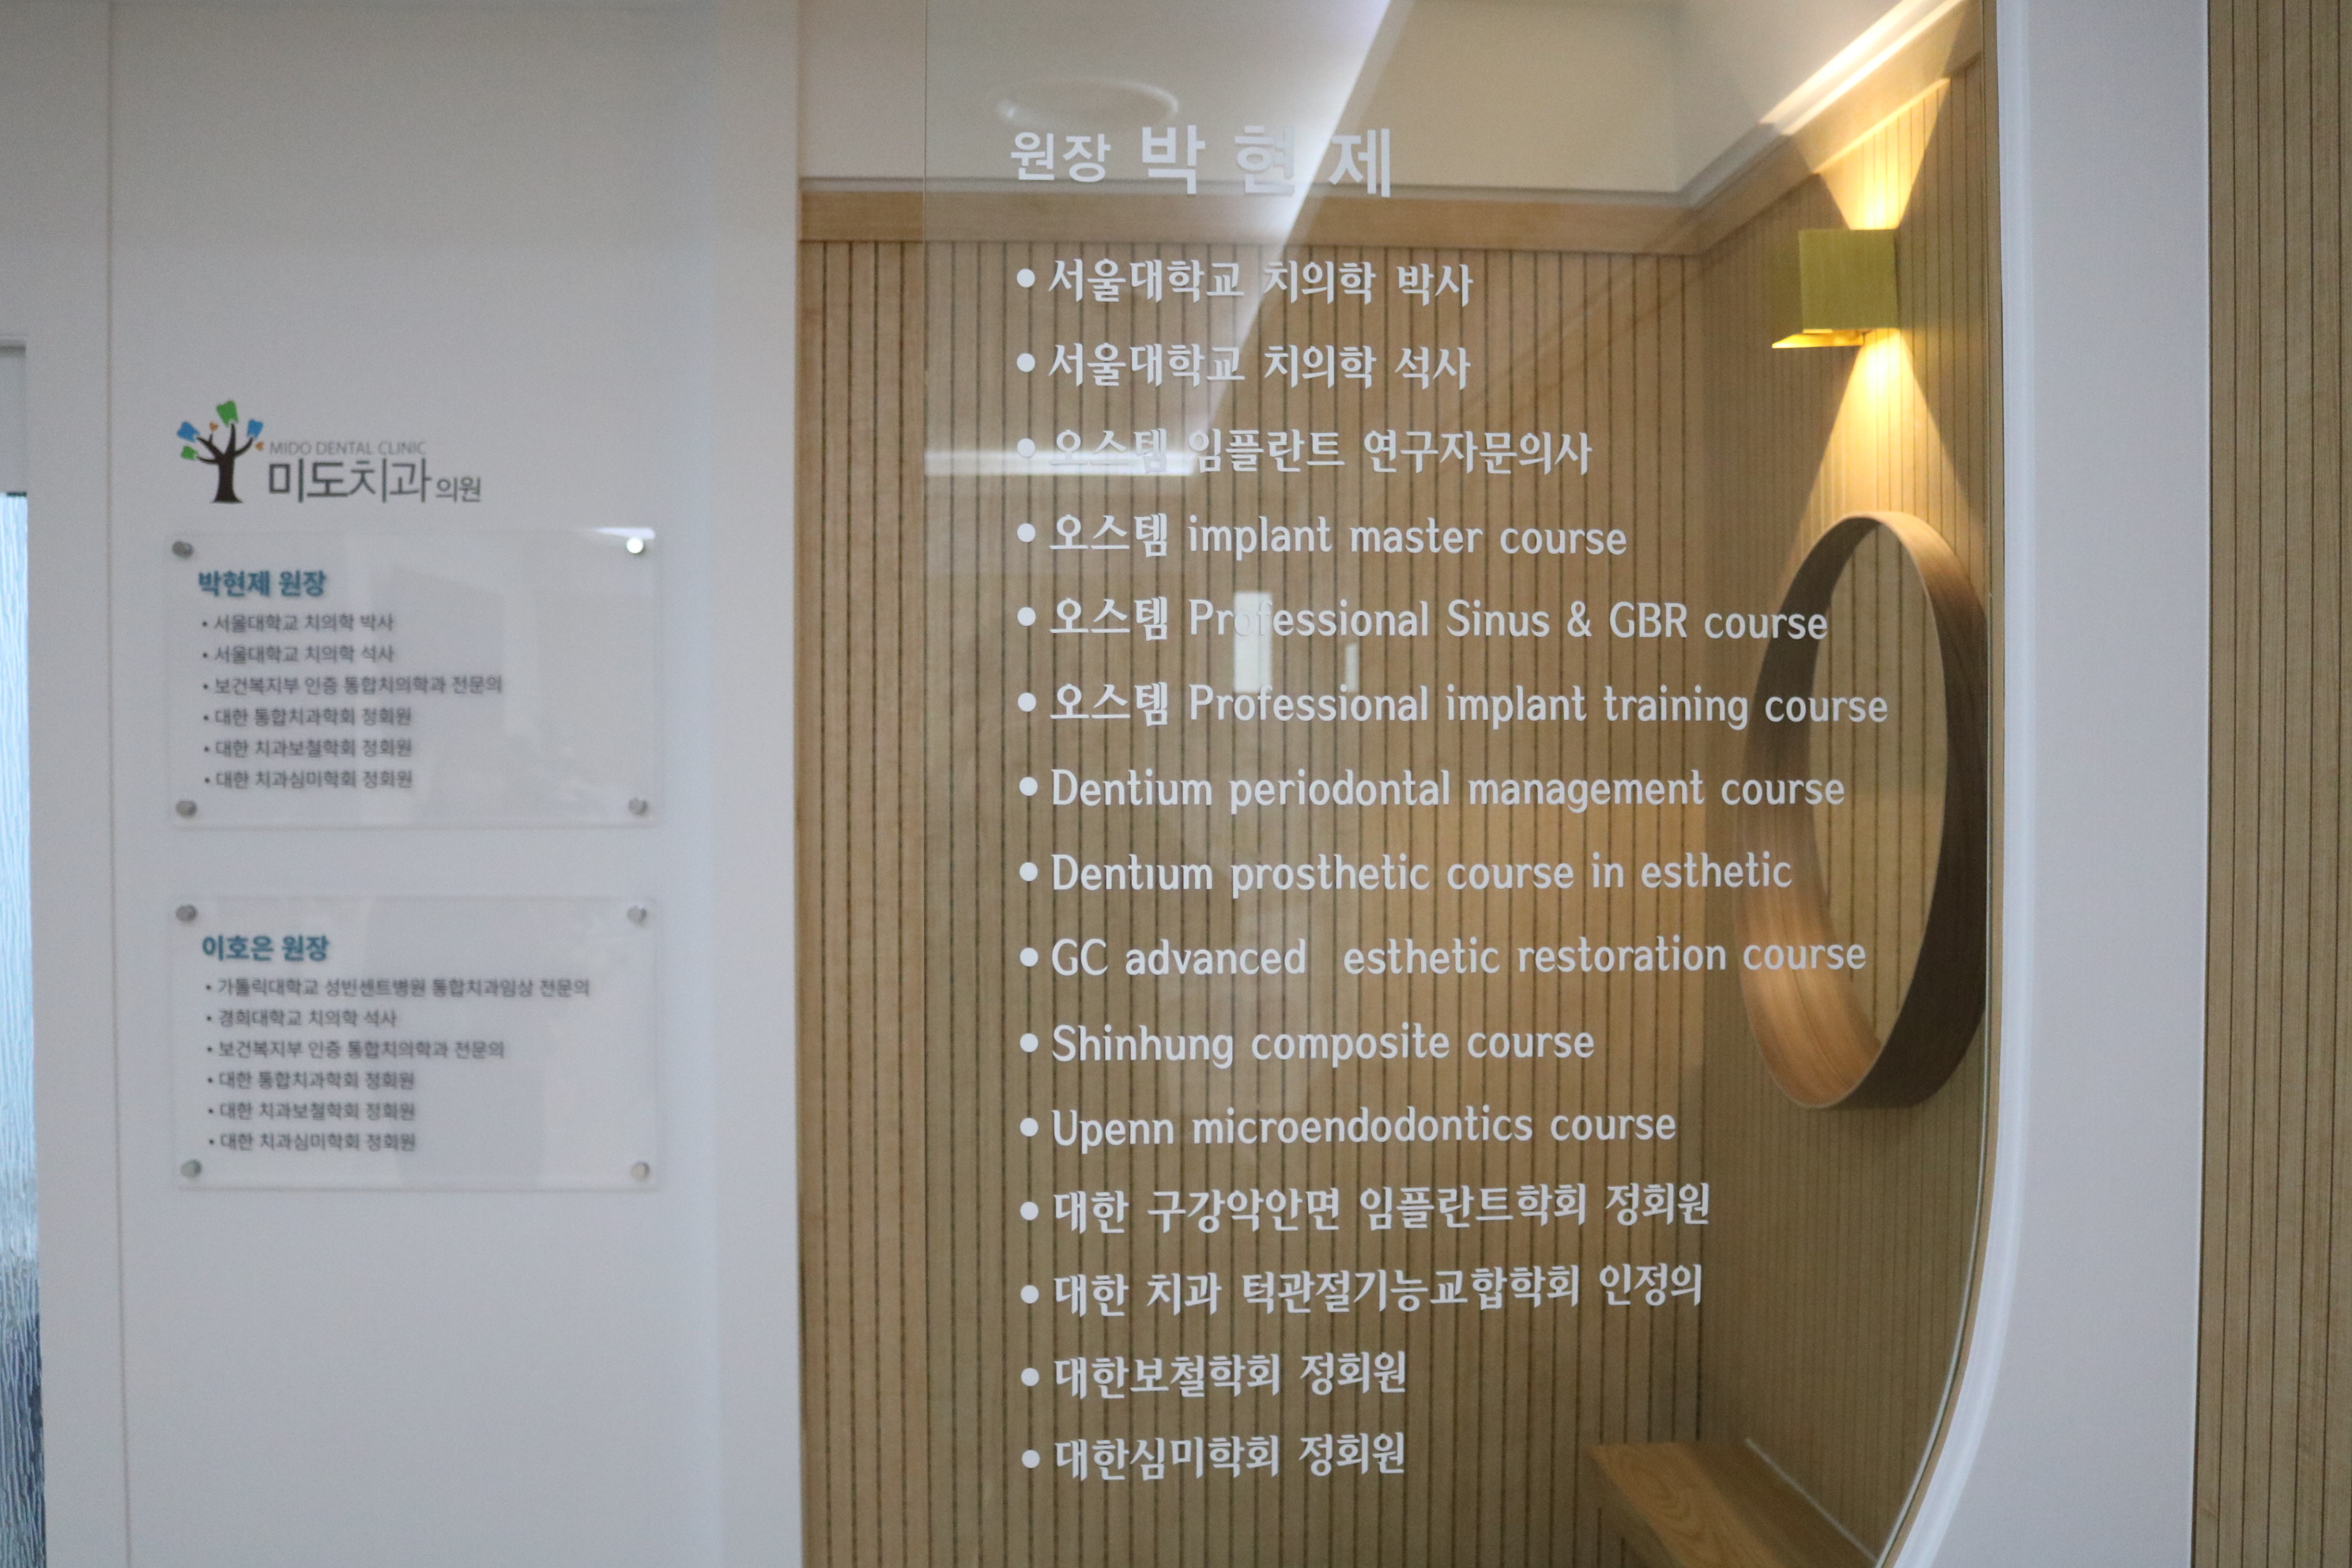 MIDO DENTAL CLINIC
미도치과의원
박현제 원장
• 서울대학교 치의학 박사
• 서울대학교 치의학 석사
• 보건복지부 인증 통합치의학과 전문의
• 대한 통합치과학회 정회원
• 대한 치과보철학회 정회원
• 대한 치과심미학회 정회원
이호은 원장
• 가톨릭대학교 성빈센트병원 통합치과임상 전문의
• 경희대학교 치의학 석사
• 보건복지부 인증 통합치의학과 전문의
• 대한 통합치과학회 정회원
• 대한 치과보철학회 정회원
• 대한 치과심미학회 정회원
원장 박 현 제
• 서울대학교 치의학 박사
• 서울대학교 치의학 석사
• 오스템 임플란트 연구자문의사
• 오스템 implant master course
• 오스템 Professional Sinus & GBR course
• 오스템 Professional implant training course
• Dentium periodontal management course
• Dentium prosthetic course in esthetic
• GC advanced esthetic restoration course
• Shinhung composite course
• Upenn microendodontics course
• 대한 구강악안면 임플란트학회 정회원
• 대한 치과 턱관절기능교합학회 인정의
• 대한보철학회 정회원
• 대한심미학회 정회원